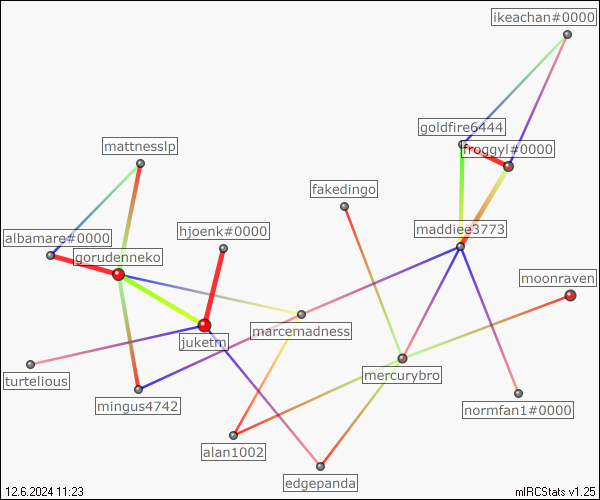 ikeachan#0000
goldfire6444
froggyl#0000
mattnesslp
fakedingo
albamare#0000
hjoenk#0000
maddiee3773
gorudenneko
moonraven
marcemadness
juketm
turtelious
mercurybro
mingus4742
normfan1#0000
alan1002
edgepanda
12.6.2024 11:23
mIRCStats v1.25